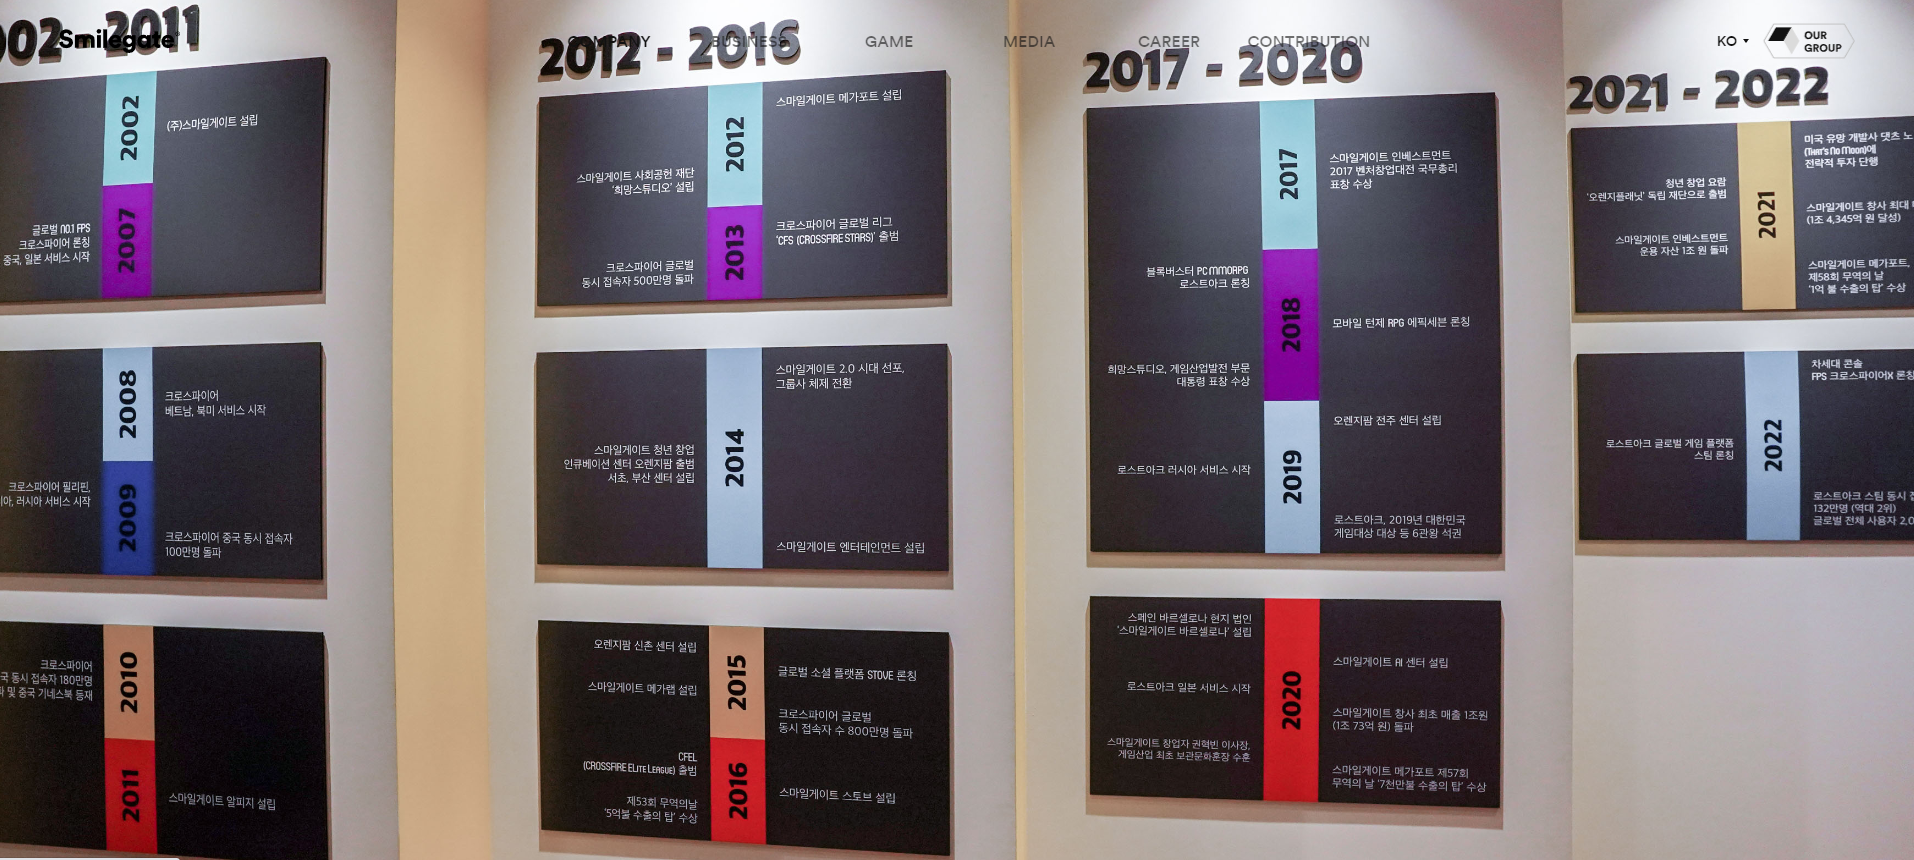 Smilegate
COMPANY
BUSINESS
GAME
MEDIA
CAREER
CONTRIBUTION
KO
OUR
GROUP
02 - 2011
2002
(주)스마일게이트 설립
2007
글로벌 NO.1 FPS
크로스파이어 론칭
중국, 일본 서비스 시작
2008
크로스파이어
베트남, 북미 서비스 시작
2009
크로스파이어 필리핀,
러시아 서비스 시작
크로스파이어 중국 동시 접속자
100만명 돌파
2010
크로스파이어
국 동시 접속자 180만명
및 중국 기네스북 등재
2011
스마일게이트 알피지 설립
2012 - 2016
2012
스마일게이트 메가포트 설립
스마일게이트 사회공헌 재단
'희망스튜디오' 설립
2013
크로스파이어 글로벌 리그
'CFS (CROSSFIRE STARS)' 출범
크로스파이어 글로벌
동시 접속자 500만명 돌파
2014
스마일게이트 2.0 시대 선포,
그룹사 체제 전환
스마일게이트 청년 창업
인큐베이션 센터 오렌지팜 출범
서초, 부산 센터 설립
스마일게이트 엔터테인먼트 설립
2015
오렌지팜 신촌 센터 설립
글로벌 소셜 플랫폼 STOVE 론칭
스마일게이트 메가랩 설립
크로스파이어 글로벌
동시 접속자 수 800만명 돌파
2016
CFEL
(CROSSFIRE ELITE LEAGUE) 출범
스마일게이트 스토브 설립
제53회 무역의날
'5억불 수출의 탑' 수상
2017 - 2020
2017
스마일게이트 인베스트먼트
2017 벤처창업대전 국무총리
표창 수상
2018
블록버스터 PC MMORPG
로스트아크 론칭
모바일 턴제 RPG 에픽세븐 론칭
희망스튜디오, 게임산업발전 부문
대통령 표창 수상
2019
오렌지팜 전주 센터 설립
로스트아크 러시아 서비스 시작
로스트아크, 2019년 대한민국
게임대상 대상 등 6관왕 석권
2020
스페인 바르셀로나 현지 법인
'스마일게이트 바르셀로나' 설립
스마일게이트 AI 센터 설립
로스트아크 일본 서비스 시작
스마일게이트 창사 최초 매출 1조원
(1조 73억 원) 돌파
스마일게이트 창업자 권혁빈 이사장,
게임산업 최초 보관문화훈장 수훈
스마일게이트 메가포트 제57회
무역의 날 '7천만불 수출의 탑' 수상
2021 - 2022
2021
미국 유망 개발사 댓츠 노
(That's No Moon)에
전략적 투자 단행
청년 창업 요람
'오렌지플래닛' 독립 재단으로 출범
스마일게이트 창사 최대
(1조 4,345억 원 달성)
스마일게이트 인베스트먼트
운용 자산 1조 원 돌파
스마일게이트 메가포트,
제58회 무역의 날
'1억 불 수출의 탑' 수상
2022
차세대 콘솔
FPS 크로스파이어X 론칭
로스트아크 글로벌 게임 플랫폼
스팀 론칭
로스트아크 스팀 동시 접
132만명 (역대 2위)
글로벌 전체 사용자 2,0